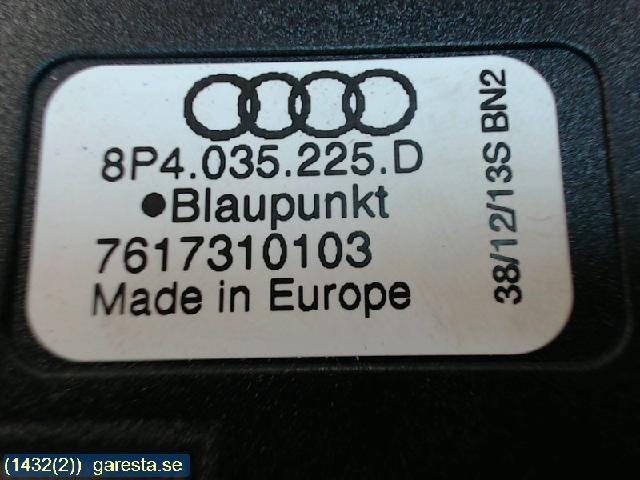 8P4.035.225.D
•Blaupunkt
7617310103
Made in Europe
38/12/13S BN2
(1432(2)) garesta.se